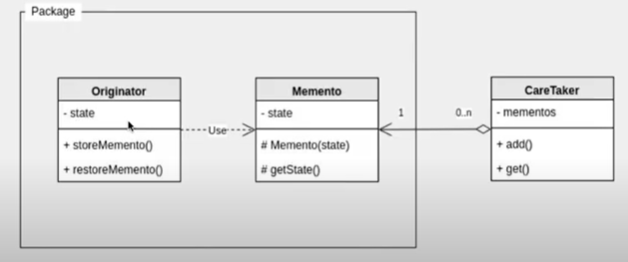 Package
Originator
- state
+ storeMemento()
+ restoreMemento()
Use
Memento
- state
# Memento(state)
# getState()
1
0..n
CareTaker
- mementos
+ add()
+ get()